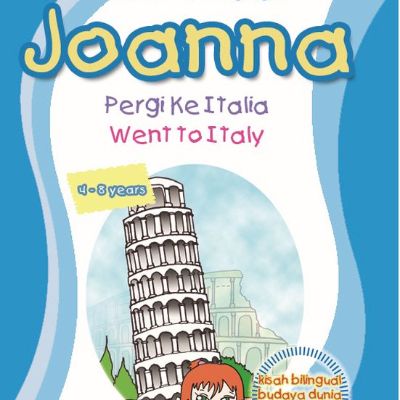 Joanna
Pergi Ke Italia
Went to Italy
4 - 8 years
kisah bilingual
budaya dunia